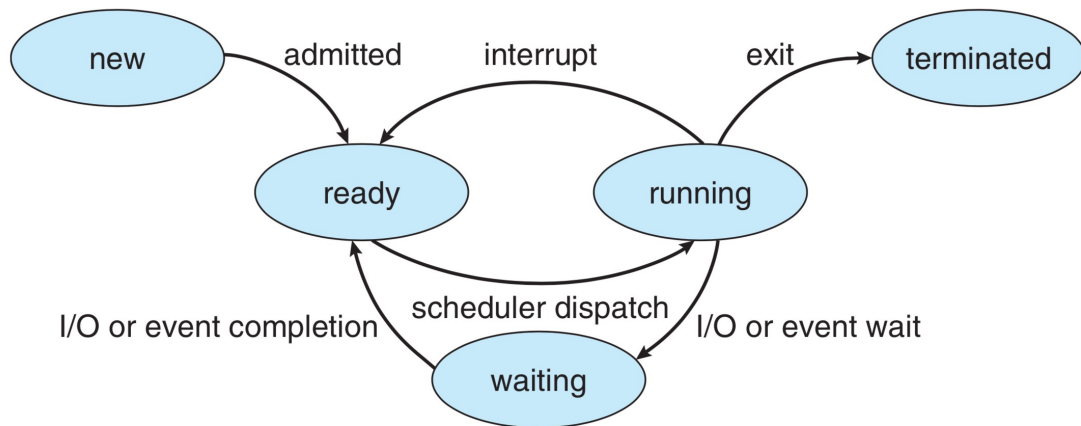 new
admitted
interrupt
exit
terminated
ready
running
scheduler dispatch
I/O or event completion
I/O or event wait
waiting